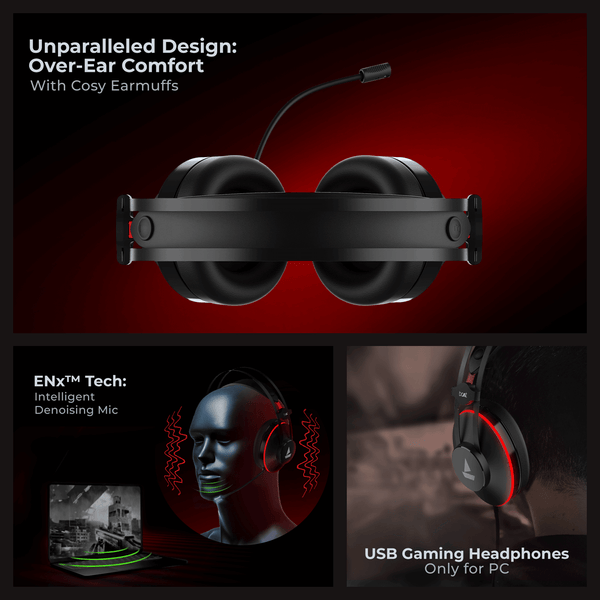 Unparalleled Design:
Over-Ear Comfort
With Cosy Earmuffs
ENx™ Tech:
Intelligent
Denoising Mic
USB Gaming Headphones
Only for PC